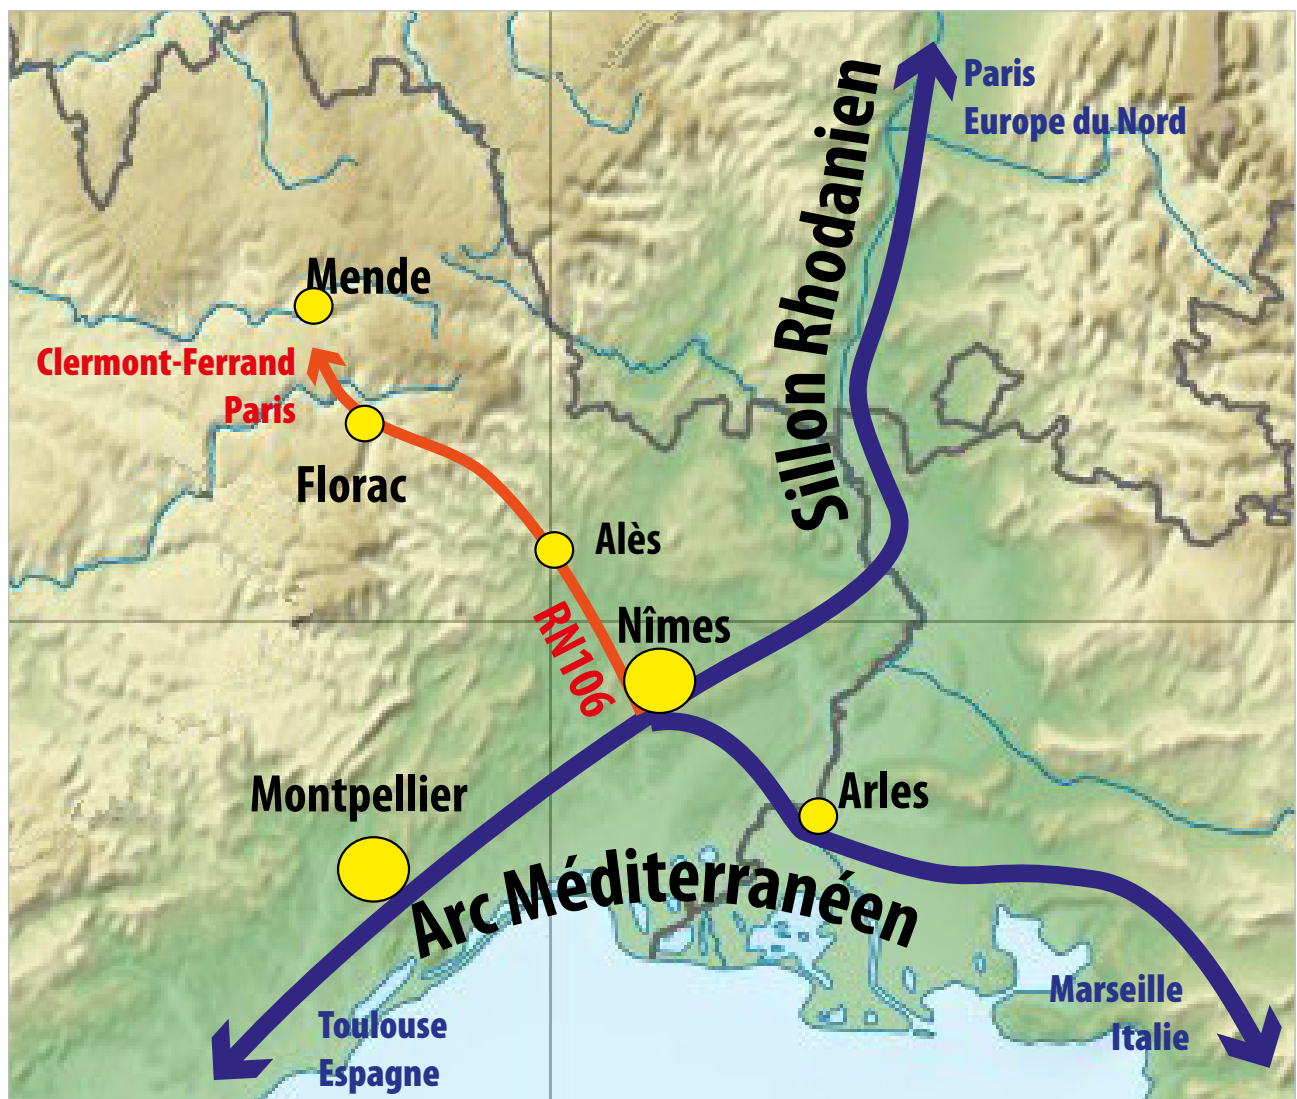 Paris
Europe du Nord
Sillon Rhodanien
Mende
Clermont-Ferrand
Paris
Florac
Alès
RN106
Nîmes
Montpellier
Arles
Arc Méditerranéen
Marseille
Italie
Toulouse
Espagne